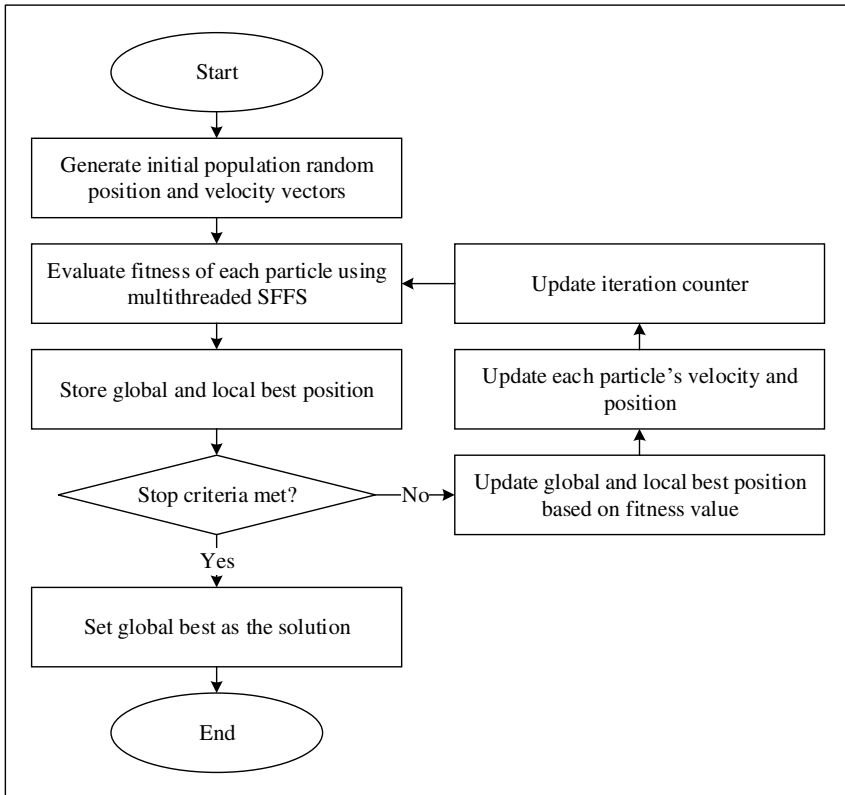 Start
Generate initial population random
position and velocity vectors
Evaluate fitness of each particle using
multithreaded SFFS
Store global and local best position
Stop criteria met?
No
Yes
Set global best as the solution
End
Update iteration counter
Update each particle’s velocity and
position
Update global and local best position
based on fitness value